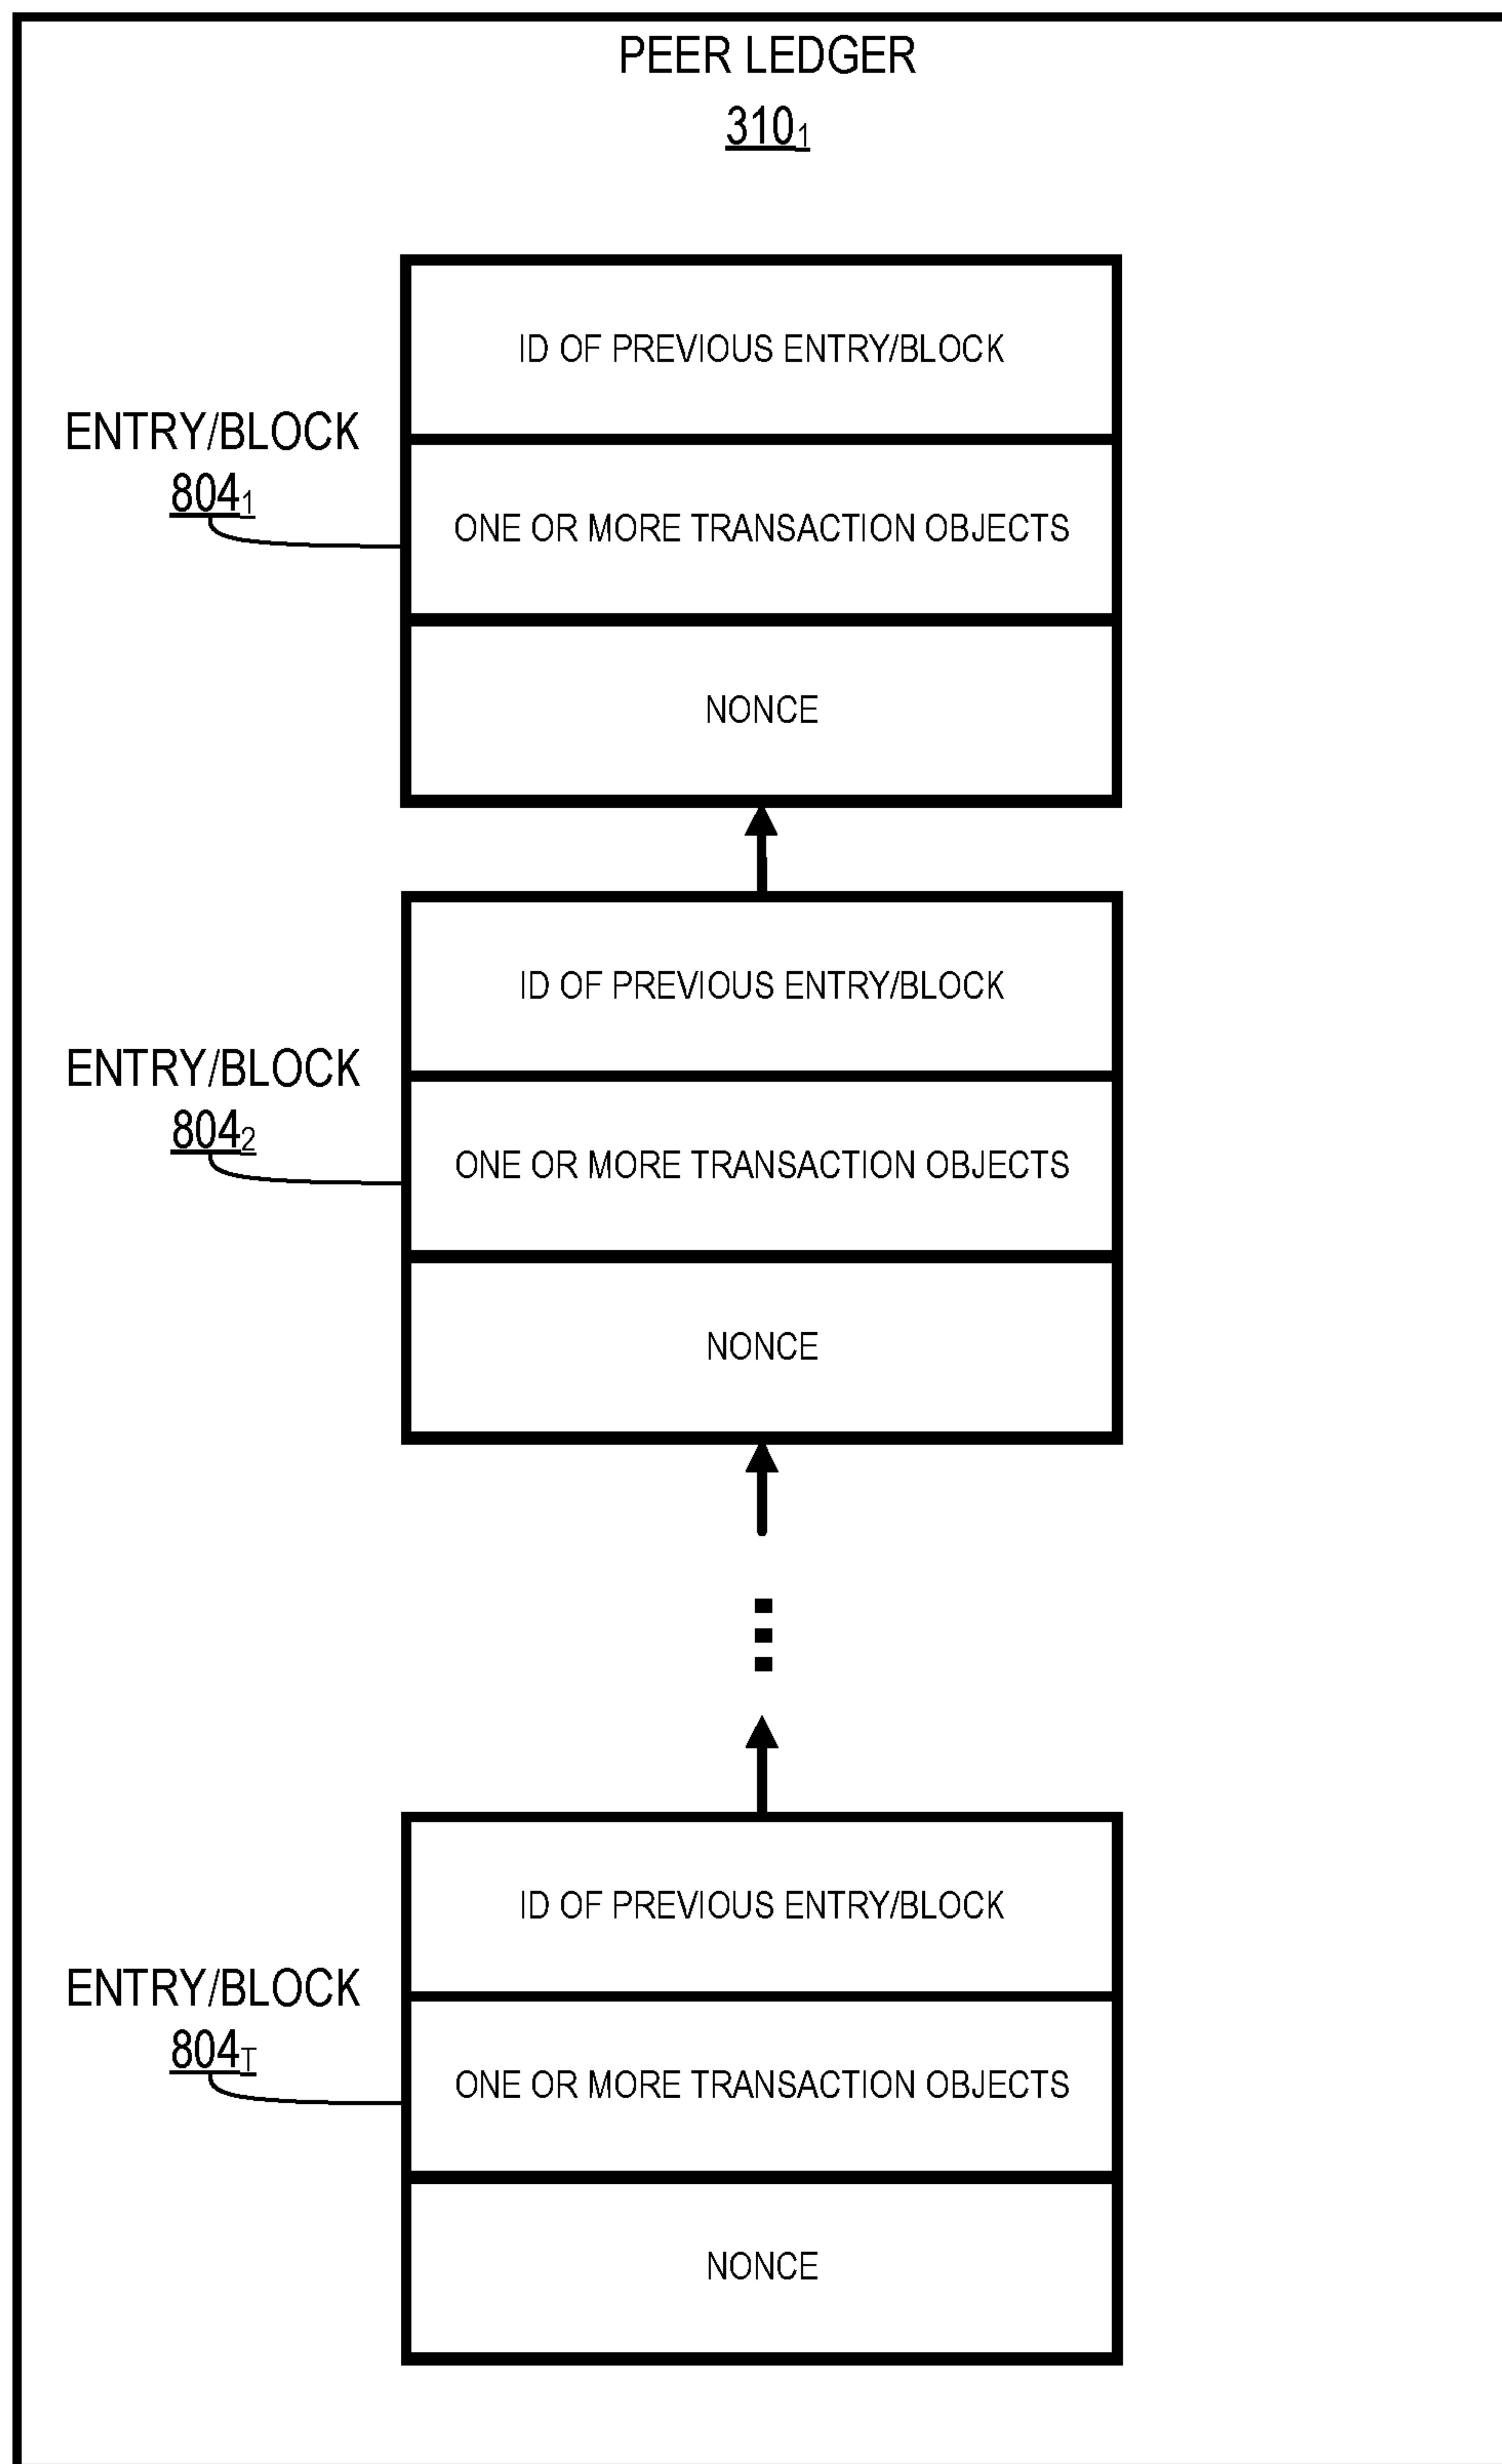 PEER LEDGER
310₁
ID OF PREVIOUS ENTRY/BLOCK
ENTRY/BLOCK
804₁
ONE OR MORE TRANSACTION OBJECTS
NONCE
ID OF PREVIOUS ENTRY/BLOCK
ENTRY/BLOCK
804₂
ONE OR MORE TRANSACTION OBJECTS
NONCE
ID OF PREVIOUS ENTRY/BLOCK
ENTRY/BLOCK
804T
ONE OR MORE TRANSACTION OBJECTS
NONCE